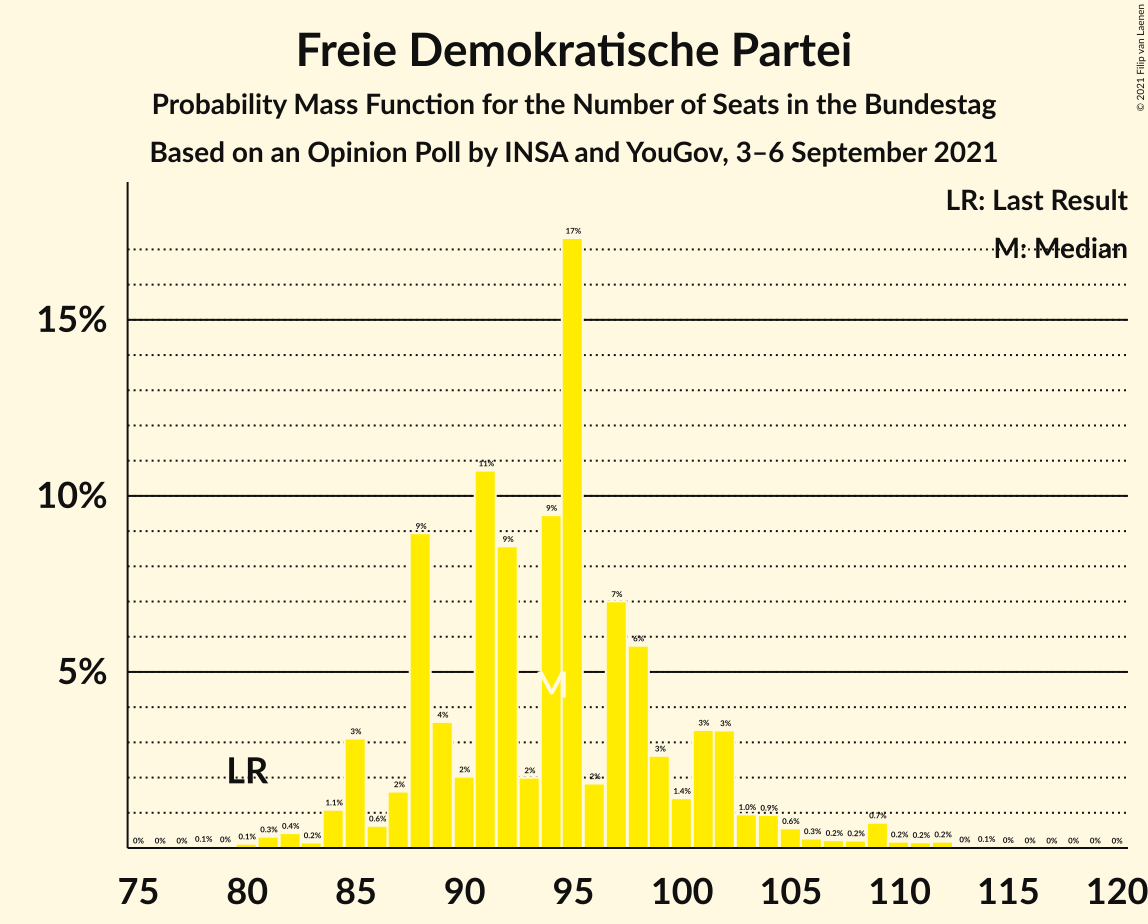 Freie Demokratische Partei
Probability Mass Function for the Number of Seats in the Bundestag
Based on an Opinion Poll by INSA and YouGov, 3–6 September 2021
© 2021 Filip van Laenen
LR: Last Result
M: Median
15%
10%
5%
0% 0% 0% 0.1% 0% 0.1% 0.3% 0.4% 0.2% 1.1% 3% 0.6% 2% 9% 4% 2% 11% 9% 2% 9% 17% 2% 7% 6% 3% 1.4% 3% 3% 1.0% 0.9% 0.6% 0.3% 0.2% 0.2% 0.7% 0.2% 0.2% 0.2% 0% 0.1% 0% 0% 0% 0% 0% 0%
LR
M
75 80 85 90 95 100 105 110 115 120